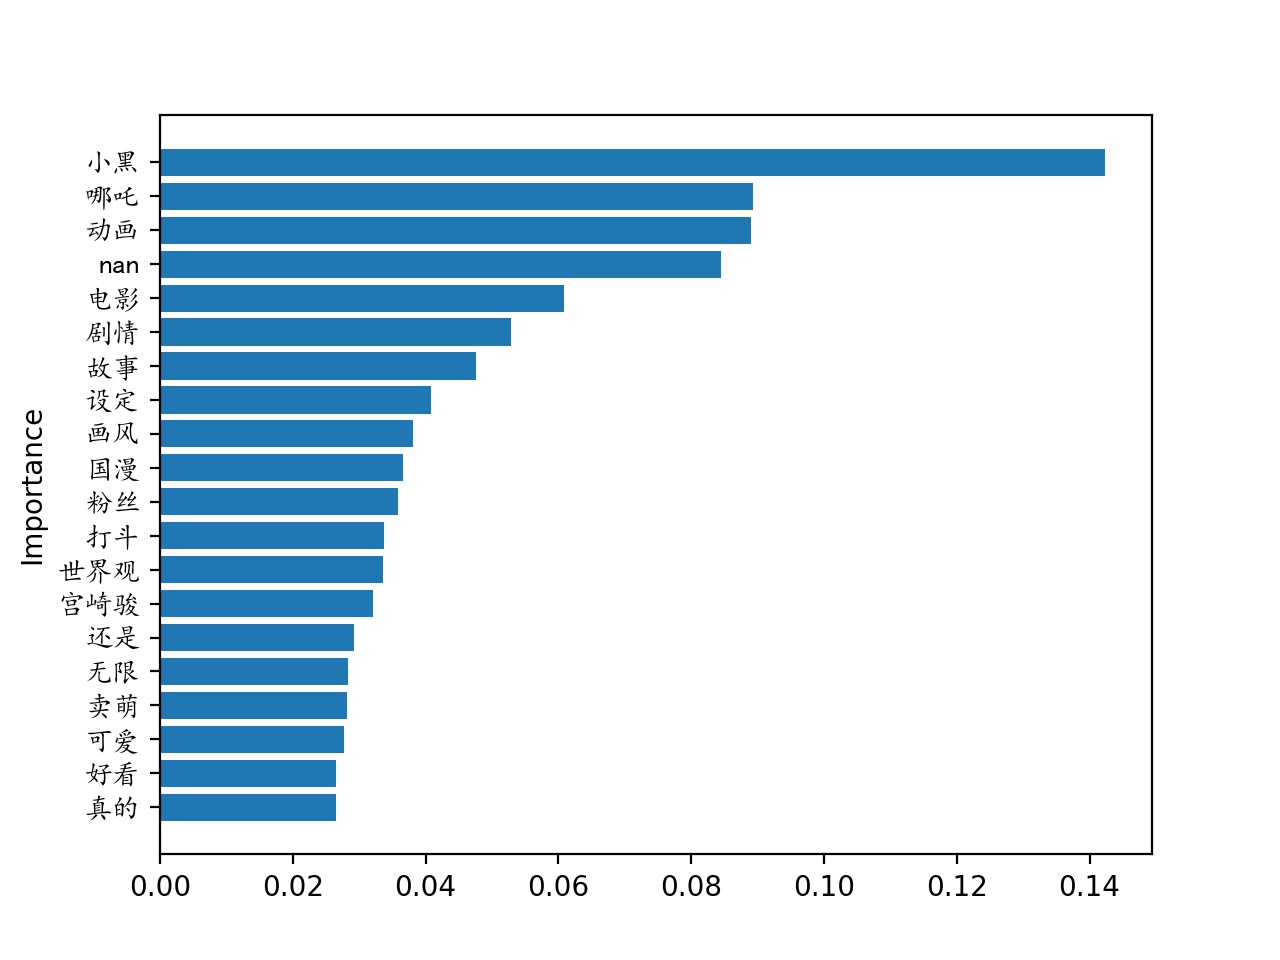 小黑
哪吒
动画
nan
电影
剧情
故事
设定
画风
国漫
粉丝
打斗
世界观
宫崎骏
还是
无限
卖萌
可爱
好看
真的
Importance
0.00 0.02 0.04 0.06 0.08 0.10 0.12 0.14